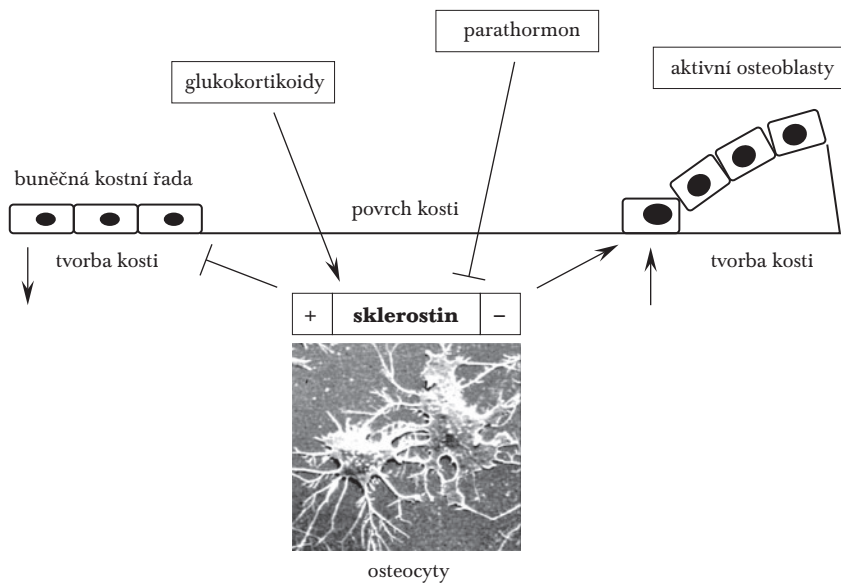 parathormon
glukokortikoidy
aktivní osteoblasty
buněčná kostní řada
povrch kosti
tvorba kosti
tvorba kosti
+ sklerostin −
osteocyty